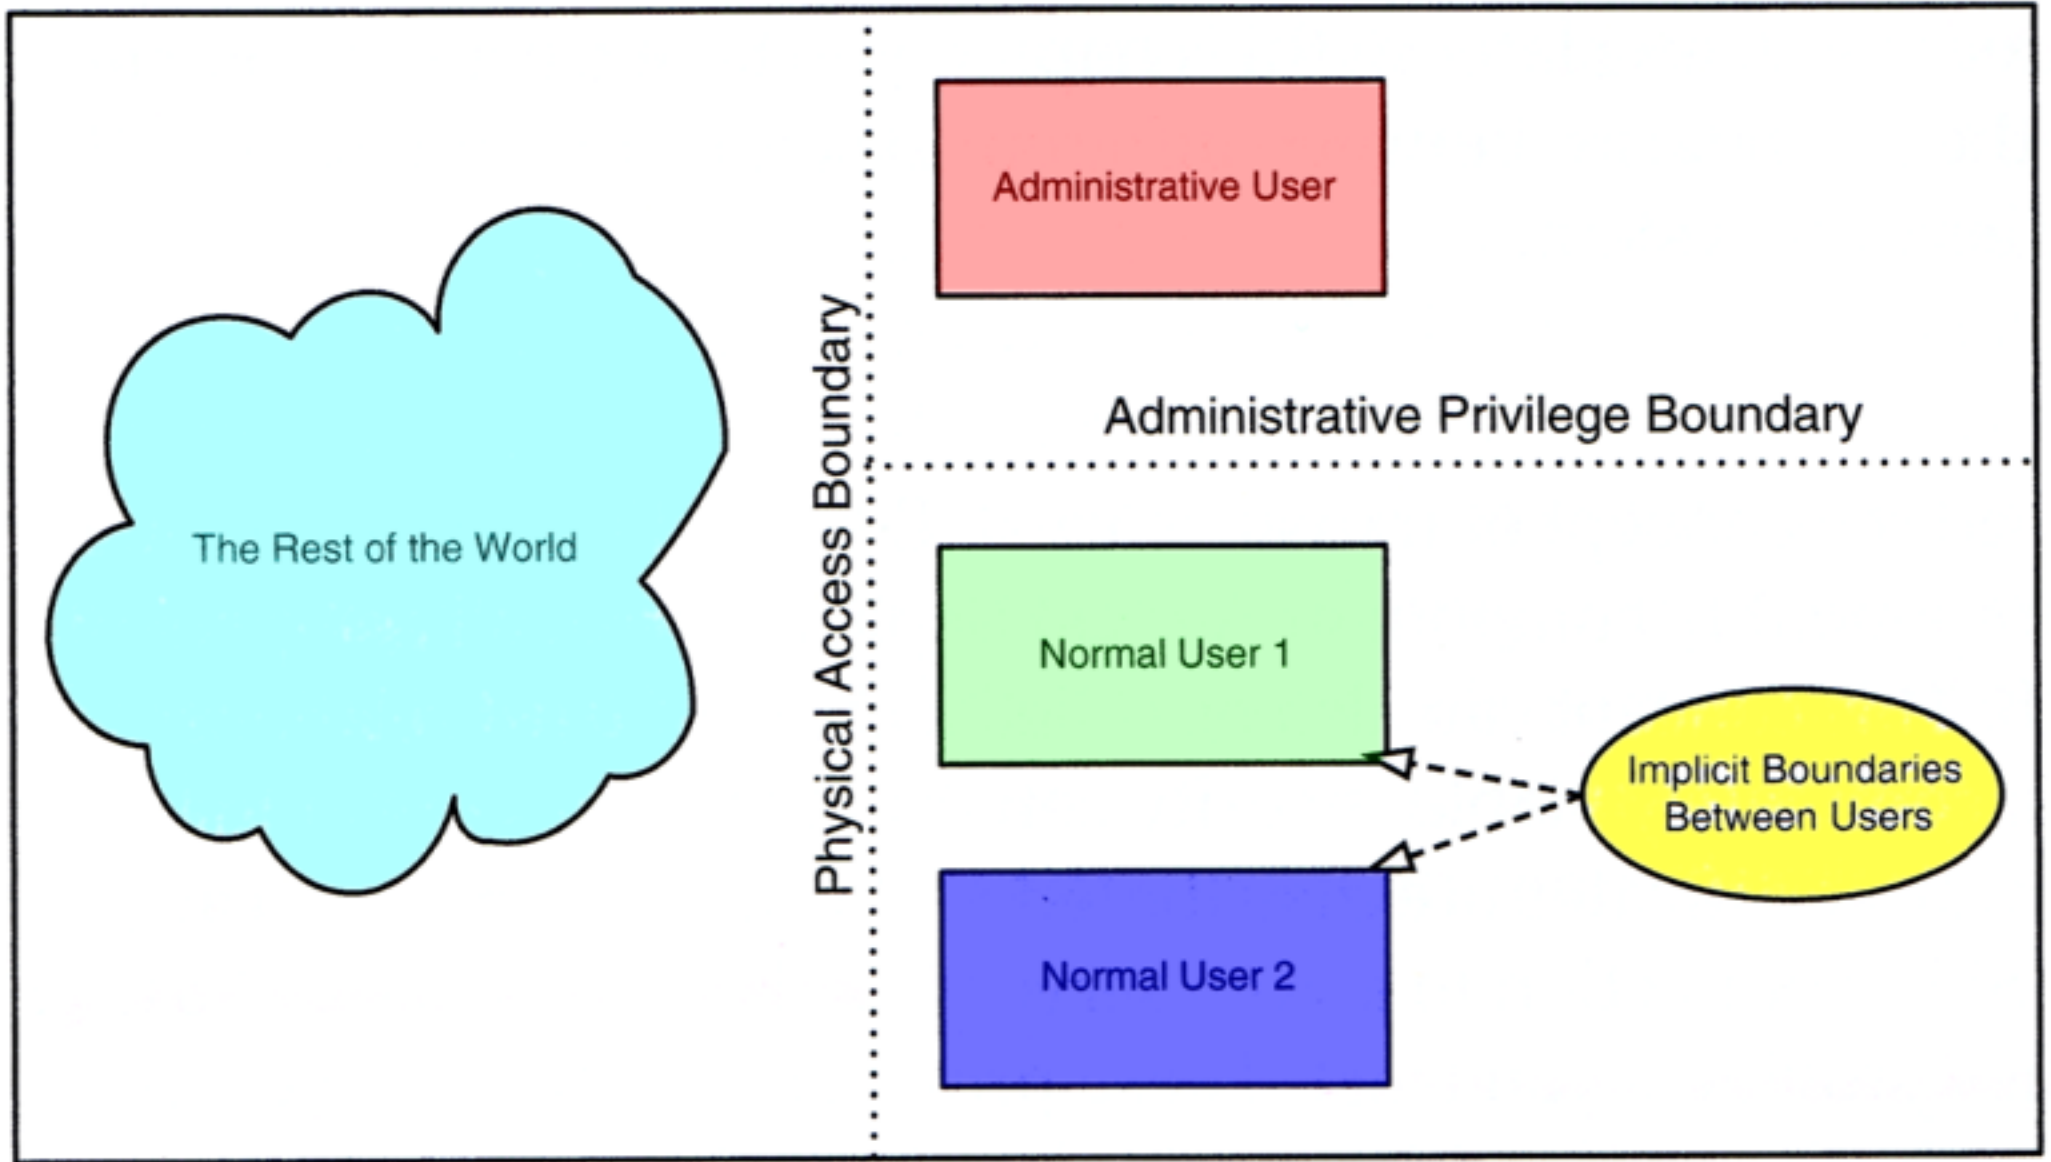 Administrative User
Administrative Privilege Boundary
Physical Access Boundary
The Rest of the World
Normal User 1
Implicit Boundaries
Between Users
Normal User 2